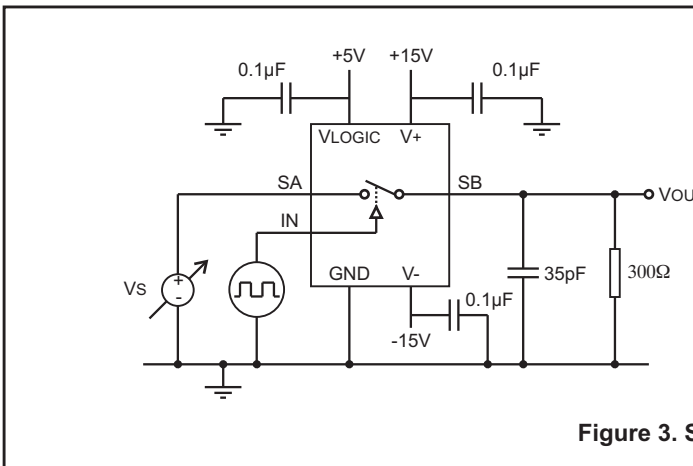 +5V
+15V
0.1µF
0.1µF
VLOGIC
V+
SA
SB
VOU
IN
GND
V-
VS
+
-
35pF
300Ω
0.1µF
-15V
Figure 3. S